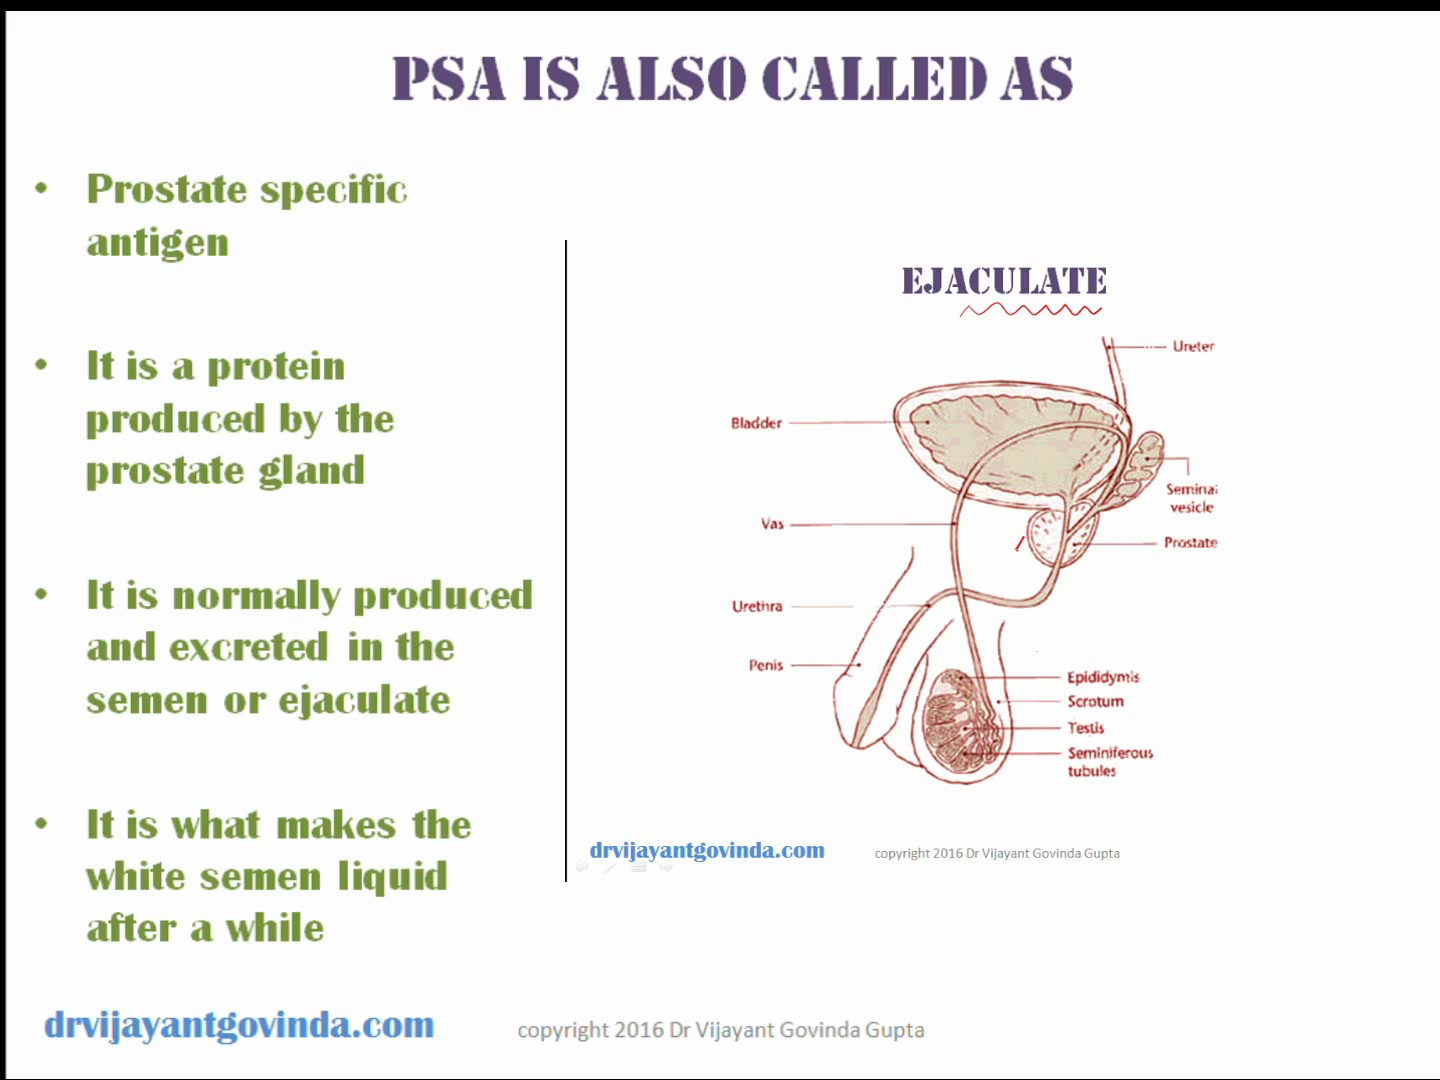 PSA IS ALSO CALLED AS
• Prostate specific
antigen
• It is a protein
produced by the
prostate gland
• It is normally produced
and excreted in the
semen or ejaculate
• It is what makes the
white semen liquid
after a while
EJACULATE
Ureter
Bladder
Seminal
vesicle
Vas
Prostate
Urethra
Penis
Epididymis
Scrotum
Testis
Seminiferous
tubules
drvijayantgovinda.com
copyright 2016 Dr Vijayant Govinda Gupta
drvijayantgovinda.com
copyright 2016 Dr Vijayant Govinda Gupta